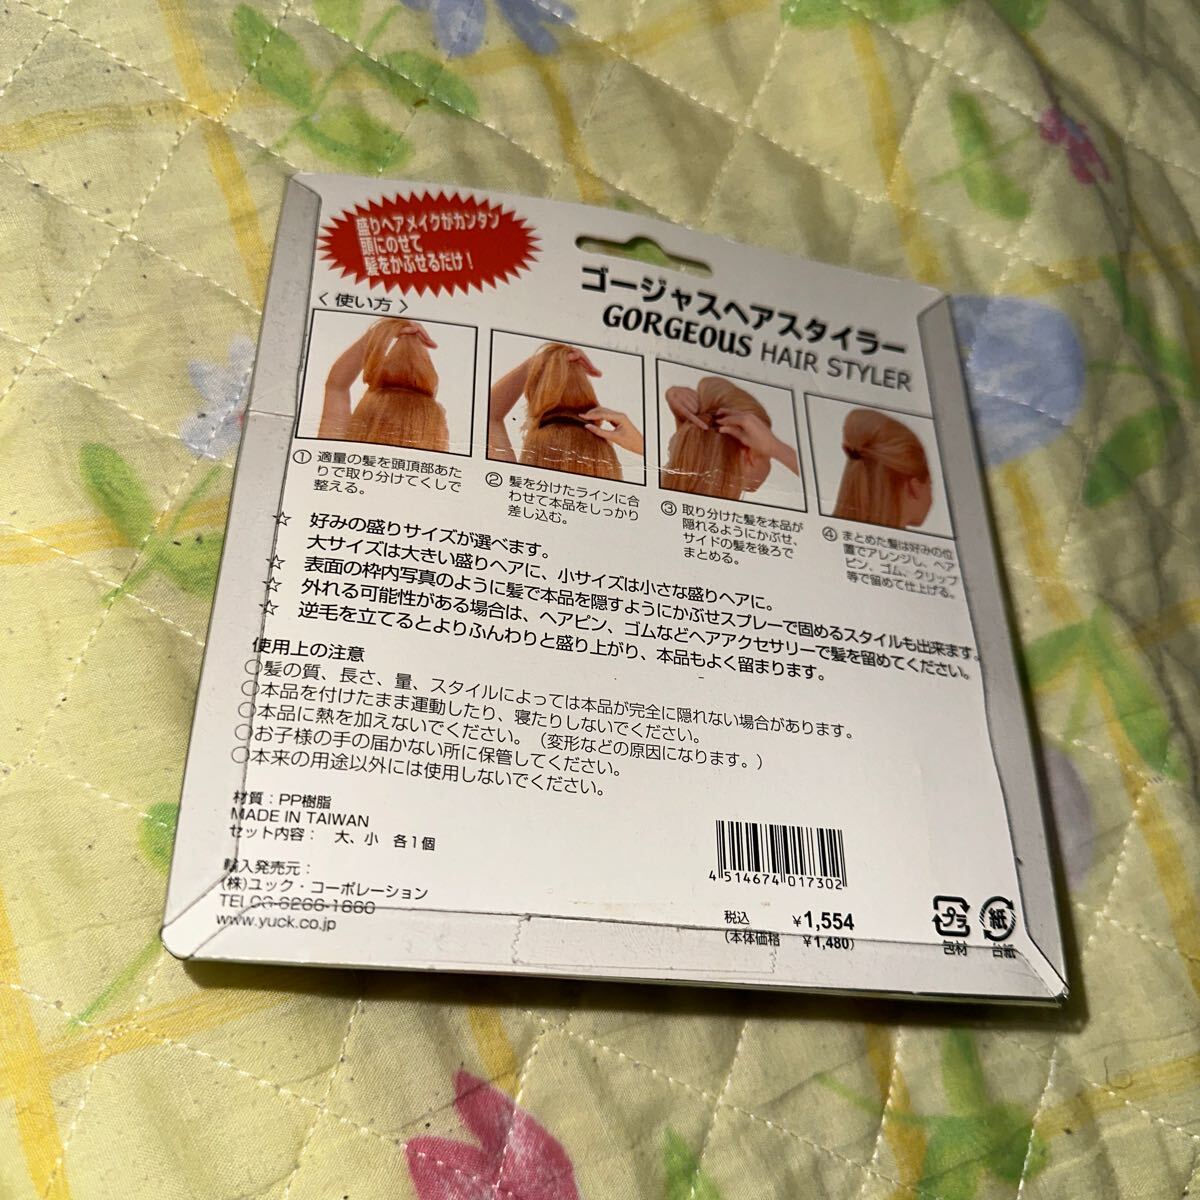 盛りヘアメイクがカンタン
頭にのせて
髪をかぶせるだけ！
ゴージャスヘアスタイラー
GORGEOUS HAIR STYLER
〈使い方〉
① 適量の髪を頭頂部あた
りで取り分けてくしで
整える。
② 髪を分けたラインに合
わせて本品をしっかり
差し込む。
③ 取り分けた髪を本品が
隠れるようにかぶせ、
サイドの髪を後ろで
まとめる。
④ まとめた髪は好みの位
置でアレンジし、ヘア
ピン、ゴム、クリップ
等で留めて仕上げる。
☆ 好みの盛りサイズが選べます。
大サイズは大きい盛りヘアに、小サイズは小さな盛りヘアに。
☆ 表面の枠内写真のように髪で本品を隠すようにかぶせスプレーで固めるスタイルも出来ます。
☆ 外れる可能性がある場合は、ヘアピン、ゴムなどヘアアクセサリーで髪を留めてください。
☆ 逆毛を立てるとよりふんわりと盛り上がり、本品もよく留まります。
使用上の注意
○髪の質、長さ、量、スタイルによっては本品が完全に隠れない場合があります。
○本品を付けたまま運動したり、寝たりしないでください。
○本品に熱を加えないでください。（変形などの原因になります。）
○お子様の手の届かない所に保管してください。
○本来の用途以外には使用しないでください。
材質：PP樹脂
MADE IN TAIWAN
セット内容： 大、小 各1個
輸入発売元：
(株)ユック・コーポレーション
TEL06-6266-1660
www.yuck.co.jp
4 514674 017302
税込 ¥1,554
(本体価格 ¥1,480)
プラ
包材
紙
台紙